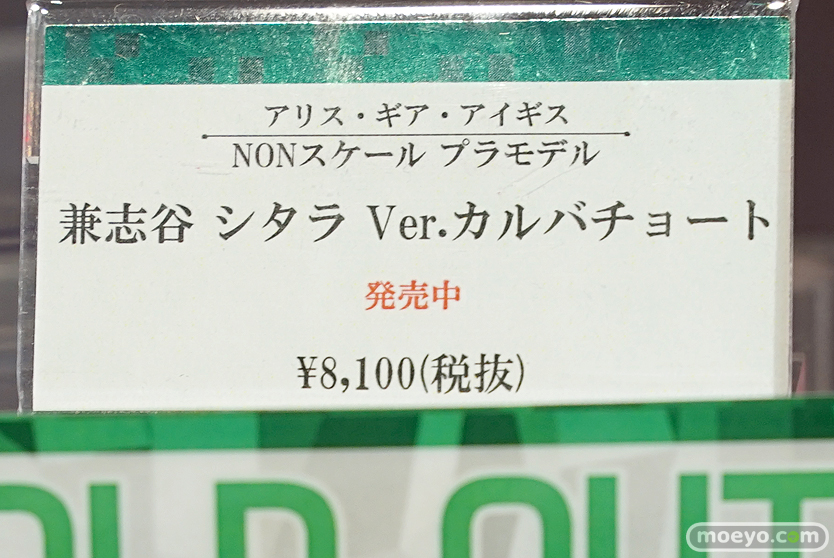 アリス・ギア・アイギス
NONスケール プラモデル
兼志谷 シタラ Ver.カルバチョート
発売中
¥8,100(税抜)
SOLD OUT
moeyo.com